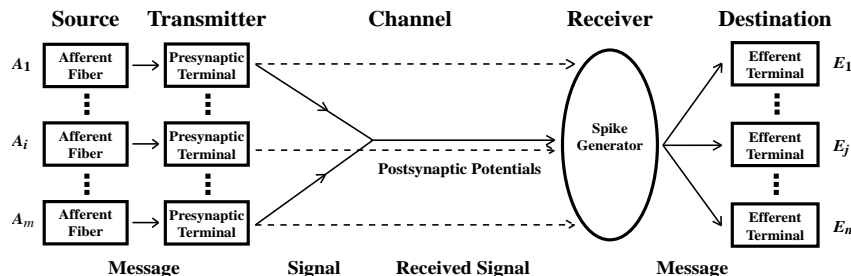 Source Transmitter Channel Receiver Destination
A1 Afferent Fiber Presynaptic Terminal Efferent Terminal E1
Ai Afferent Fiber Presynaptic Terminal Spike Generator Efferent Terminal Ej
Postsynaptic Potentials
Am Afferent Fiber Presynaptic Terminal Efferent Terminal En
Message Signal Received Signal Message